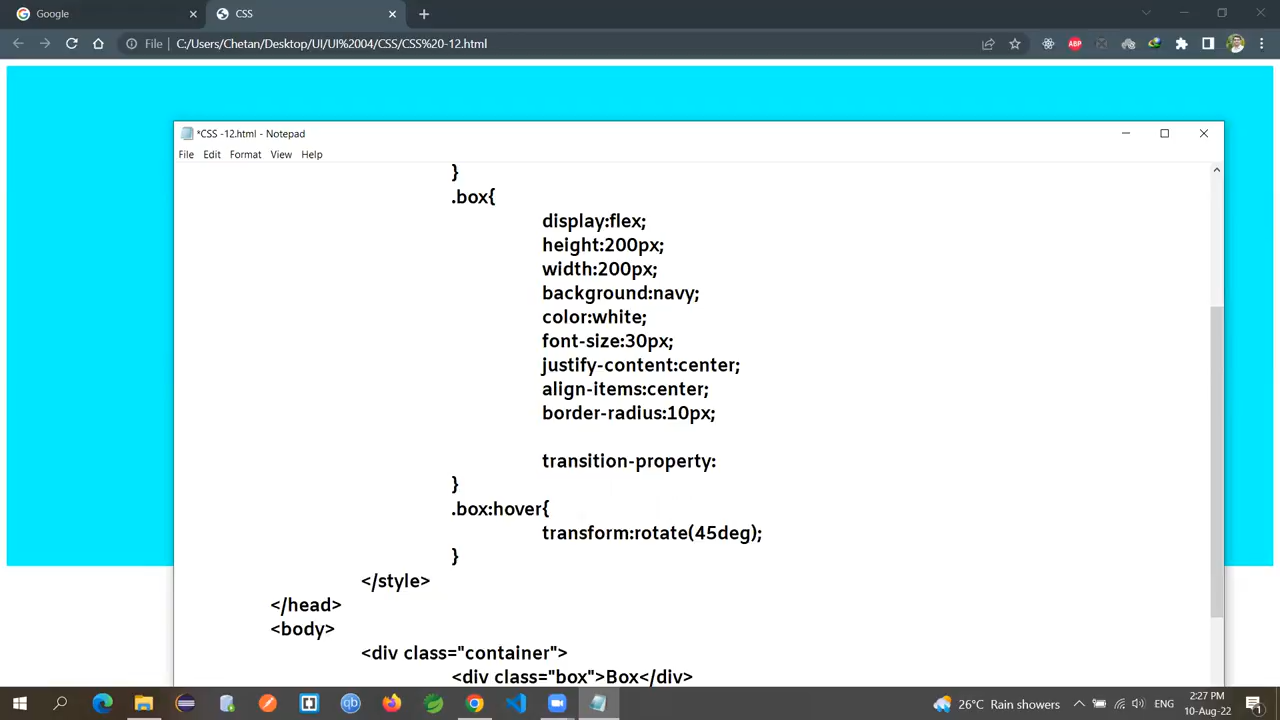 Google
CSS
File
C:/Users/Chetan/Desktop/UI/UI%2004/CSS/CSS%20-12.html
ABP
*CSS -12.html - Notepad
File Edit Format View Help
}
.box{
display:flex;
height:200px;
width:200px;
background:navy;
color:white;
font-size:30px;
justify-content:center;
align-items:center;
border-radius:10px;
transition-property:
}
.box:hover{
transform:rotate(45deg);
}
</style>
</head>
<body>
<div class="container">
<div class="box">Box</div>
qb
26°C Rain showers
ENG
2:27 PM
10-Aug-22
1